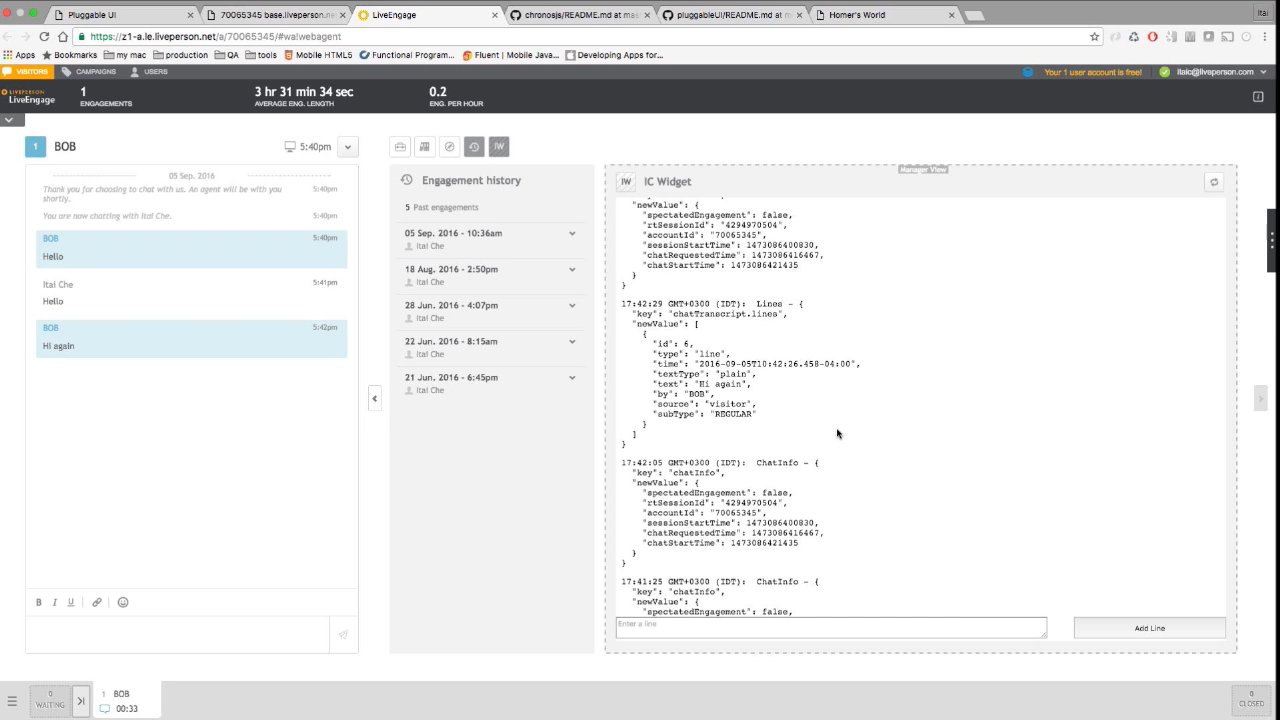 Pluggable UI
70065345 base.liveperson.ne
LiveEngage
chronosjs/README.md at mas
pluggableUI/README.md at m
Homer's World
Itai
https://z1-a.le.liveperson.net/a/70065345/#walwebagent
Apps
Bookmarks
my mac
production
QA
tools
Mobile HTML5
Functional Program...
Fluent | Mobile Java...
Developing Apps for...
VISITORS
CAMPAIGNS
USERS
Your 1 user account is free!
itaic@liveperson.com
LIVEPERSON
LiveEngage
1
ENGAGEMENTS
3 hr 31 min 34 sec
AVERAGE ENG. LENGTH
0.2
ENG. PER HOUR
1
BOB
5:40pm
IW
05 Sep. 2016
Thank you for choosing to chat with us. An agent will be with you
shortly.
5:40pm
You are now chatting with Itai Che.
5:40pm
BOB
5:40pm
Hello
Itai Che
5:41pm
Hello
BOB
5:42pm
Hi again
B I U
Engagement history
5 Past engagements
05 Sep. 2016 - 10:36am
Itai Che
18 Aug. 2016 - 2:50pm
Itai Che
28 Jun. 2016 - 4:07pm
Itai Che
22 Jun. 2016 - 8:15am
Itai Che
21 Jun. 2016 - 6:45pm
Itai Che
Manager View
IW
IC Widget
"newValue": {
"spectatedEngagement": false,
"rtSessionId": "4294970504",
"accountId": "70065345",
"sessionStartTime": 1473086400830,
"chatRequestedTime": 1473086416467,
"chatStartTime": 1473086421435
}
}
17:42:29 GMT+0300 (IDT): Lines - {
"key": "chatTranscript.lines",
"newValue": [
{
"id": 6,
"type": "line",
"time": "2016-09-05T10:42:26.458-04:00",
"textType": "plain",
"text": "Hi again",
"by": "BOB",
"source": "visitor",
"subType": "REGULAR"
}
]
}
17:42:05 GMT+0300 (IDT): ChatInfo - {
"key": "chatInfo",
"newValue": {
"spectatedEngagement": false,
"rtSessionId": "4294970504",
"accountId": "70065345",
"sessionStartTime": 1473086400830,
"chatRequestedTime": 1473086416467,
"chatStartTime": 1473086421435
}
}
17:41:25 GMT+0300 (IDT): ChatInfo - {
"key": "chatInfo",
"newValue": {
"spectatedEngagement": false,
Enter a line
Add Line
0
WAITING
1 BOB
00:33
0
CLOSED